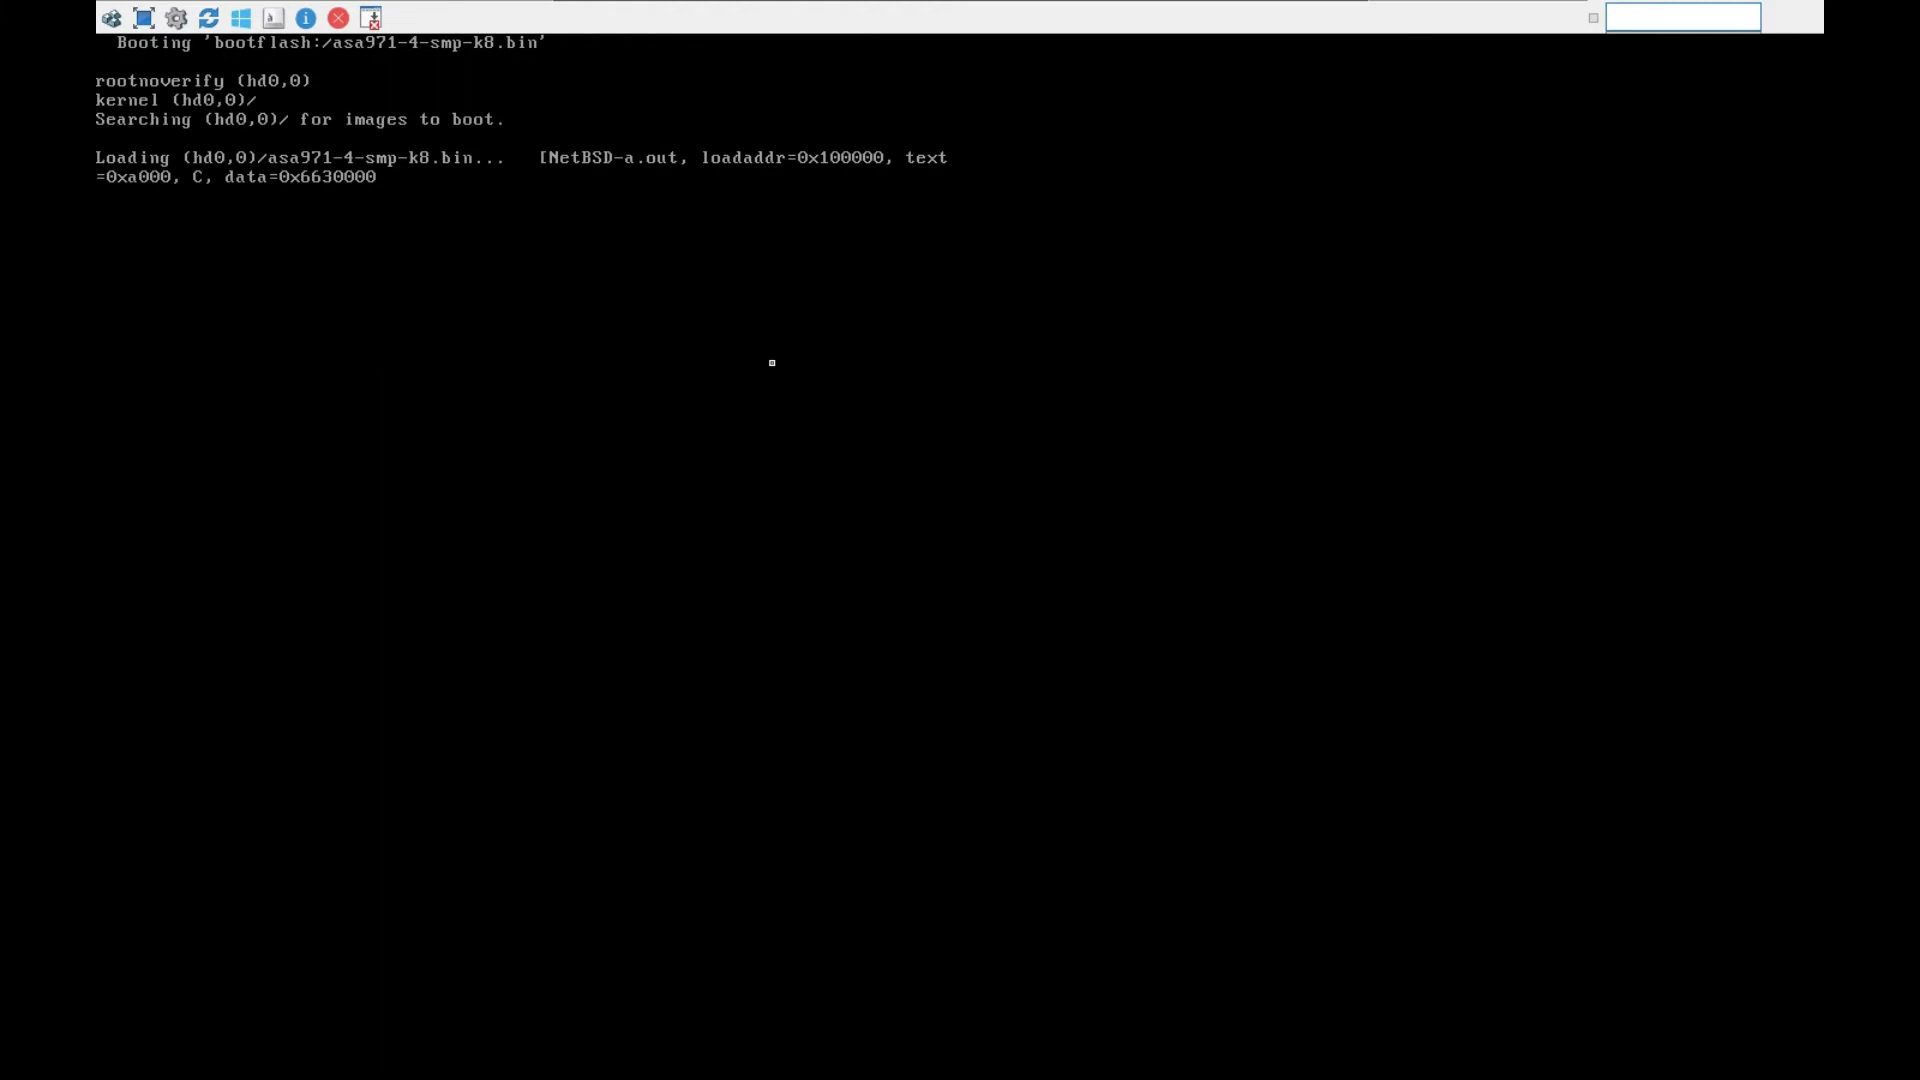 Booting 'bootflash:/asa971-4-smp-k8.bin'
rootnoverify (hd0,0)
kernel (hd0,0)/
Searching (hd0,0)/ for images to boot.
Loading (hd0,0)/asa971-4-smp-k8.bin... [NetBSD-a.out, loadaddr=0x100000, text
=0xa000, C, data=0x6630000